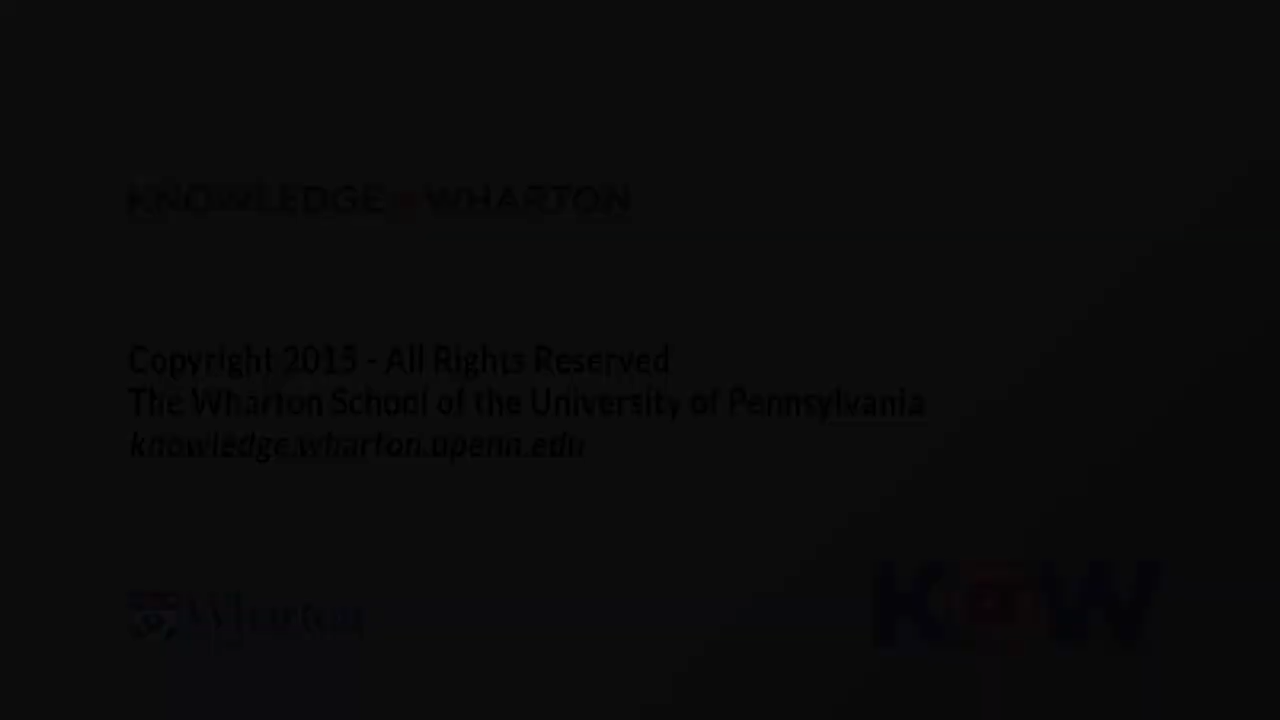 KNOWLEDGE@WHARTON
Copyright 2015 - All Rights Reserved
The Wharton School of the University of Pennsylvania
knowledge.wharton.upenn.edu
Wharton
K@W